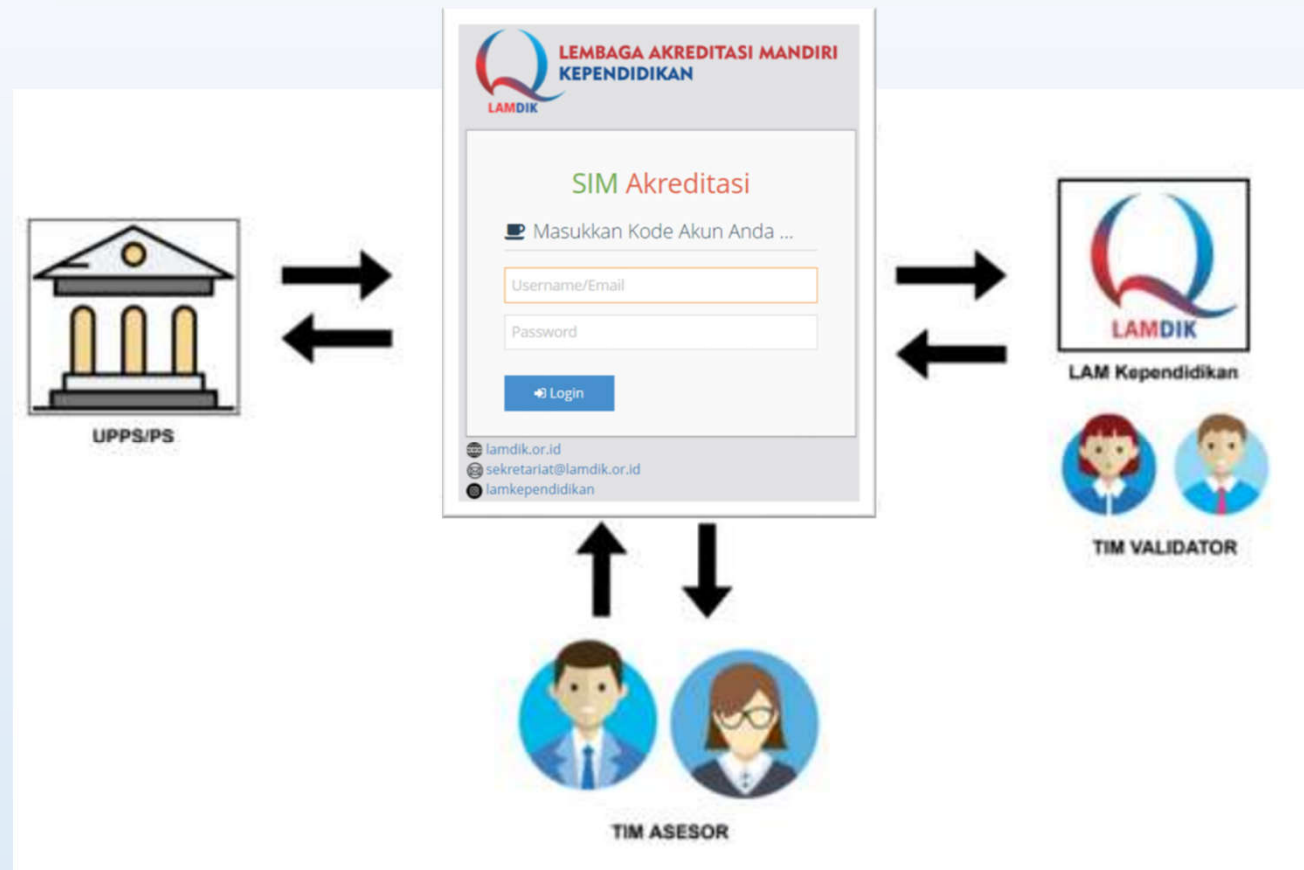 LEMBAGA AKREDITASI MANDIRI
KEPENDIDIKAN
LAMDIK
SIM Akreditasi
Masukkan Kode Akun Anda ...
Username/Email
Password
Login
lamdik.or.id
sekretariat@lamdik.or.id
lamkependidikan
UPPS/PS
LAMDIK
LAM Kependidikan
TIM VALIDATOR
TIM ASESOR